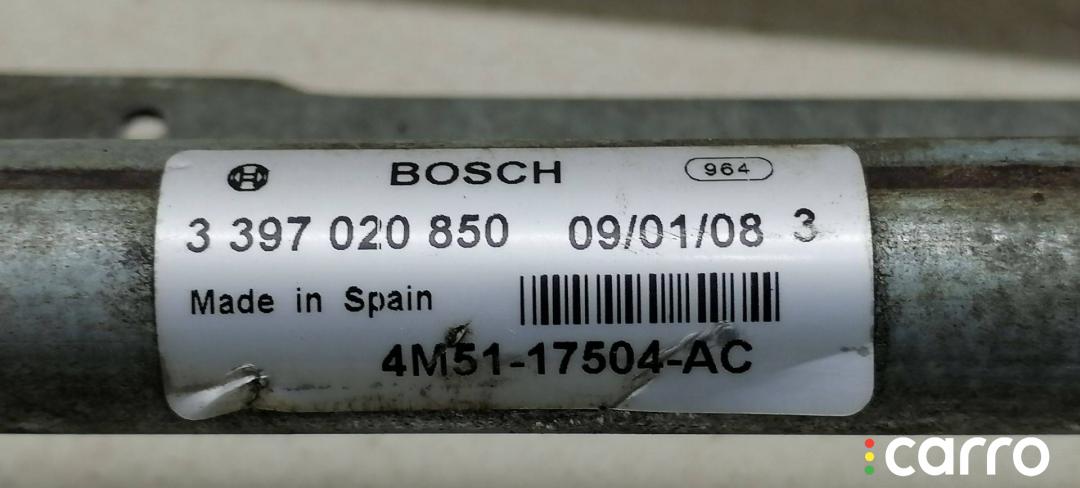 BOSCH 964
3 397 020 850 09/01/08 3
Made in Spain
4M51-17504-AC
carro